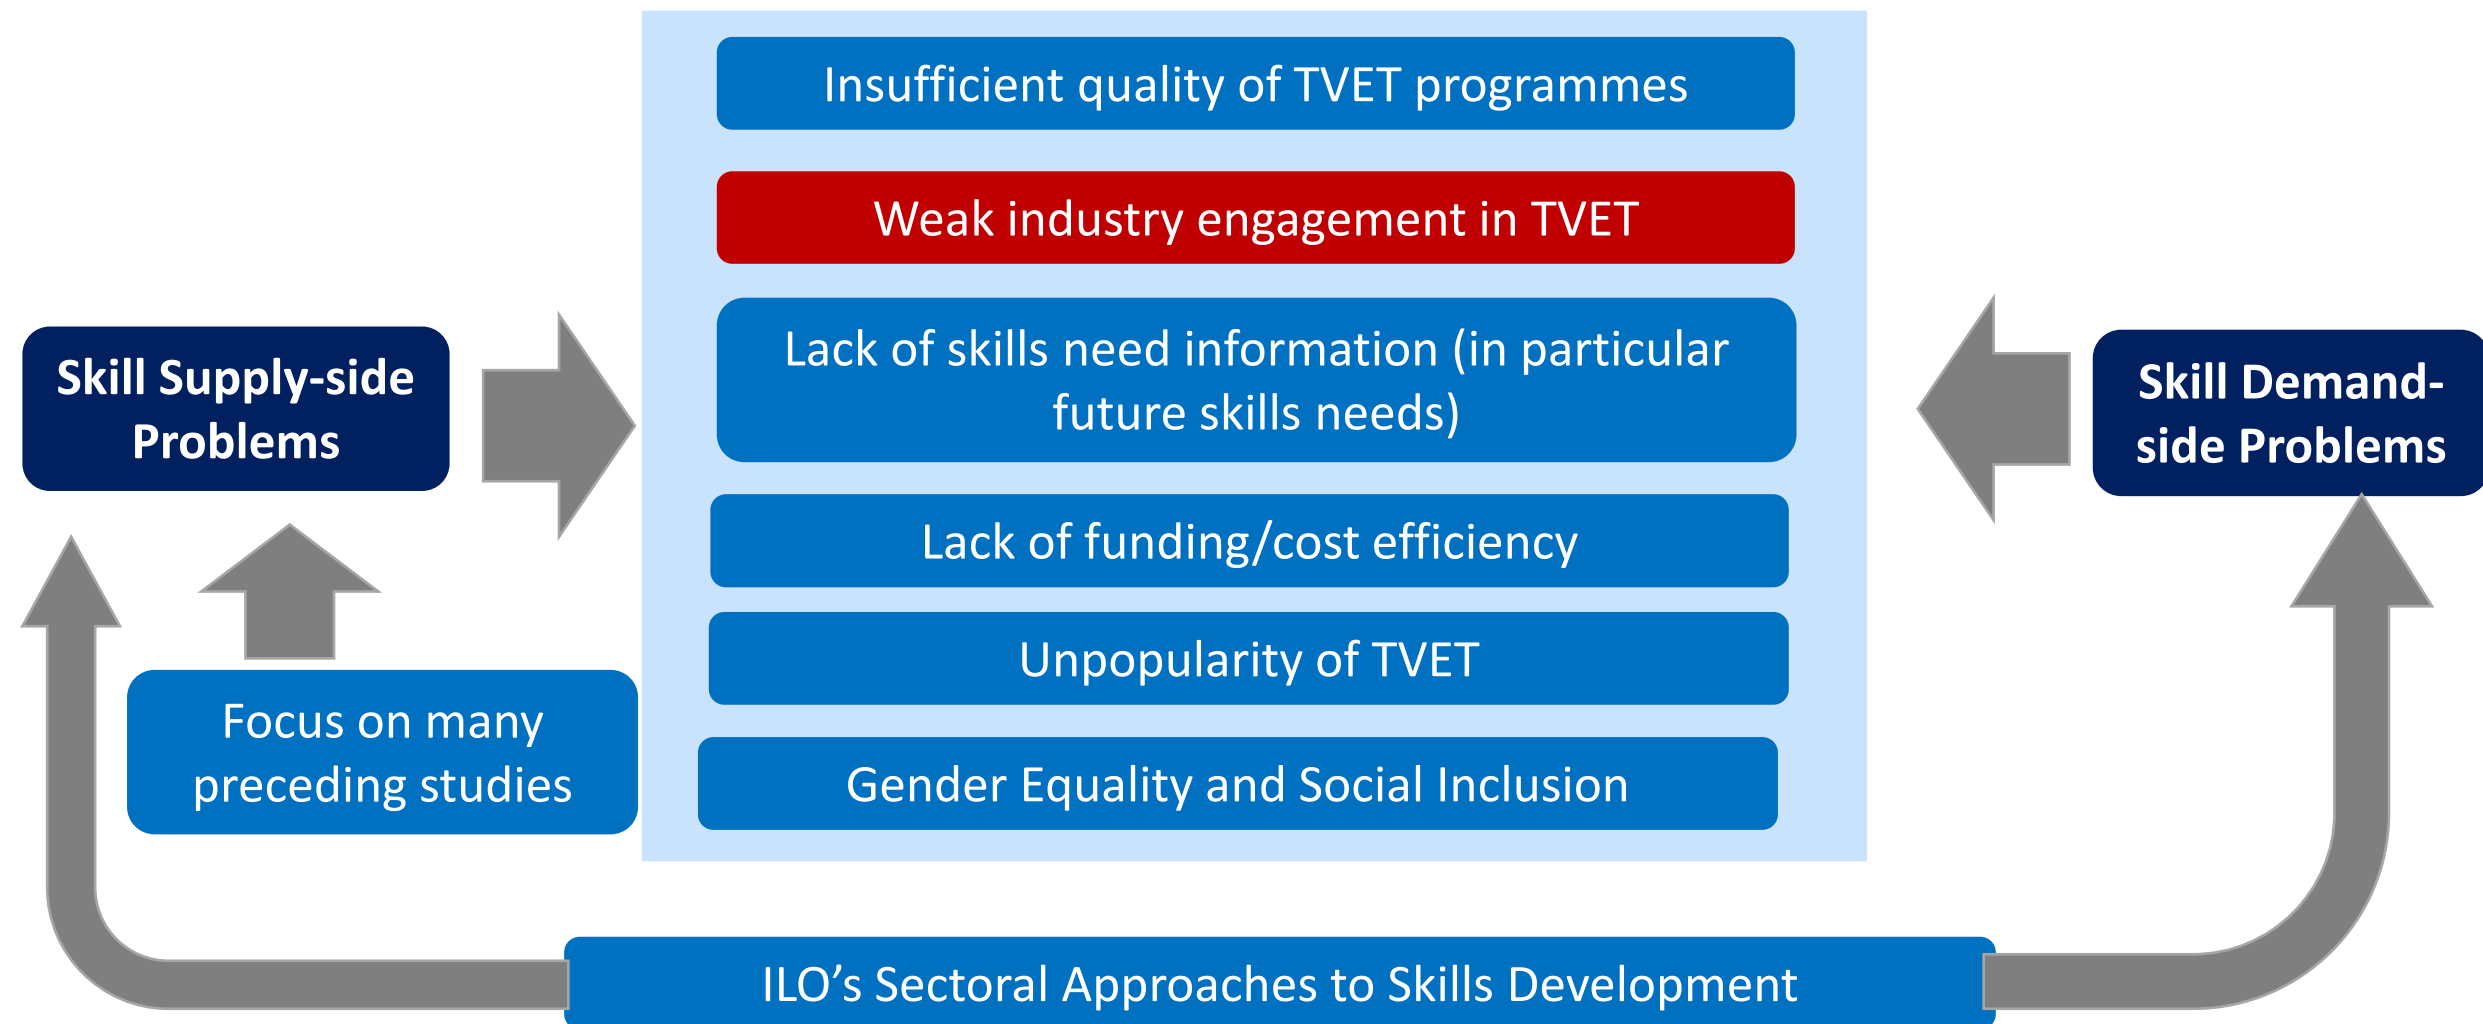 Insufficient quality of TVET programmes
Weak industry engagement in TVET
Lack of skills need information (in particular
future skills needs)
Lack of funding/cost efficiency
Unpopularity of TVET
Gender Equality and Social Inclusion
Skill Supply-side
Problems
Focus on many
preceding studies
Skill Demand-
side Problems
ILO’s Sectoral Approaches to Skills Development